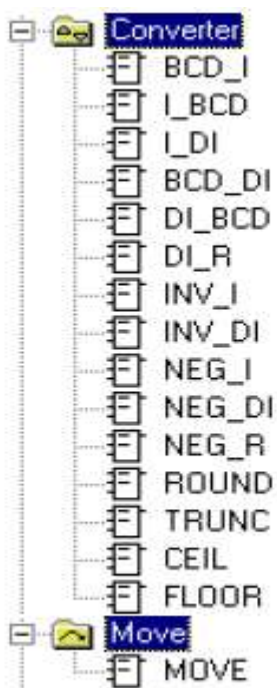 Converter
BCD_I
I_BCD
I_DI
BCD_DI
DI_BCD
DI_R
INV_I
INV_DI
NEG_I
NEG_DI
NEG_R
ROUND
TRUNC
CEIL
FLOOR
Move
MOVE